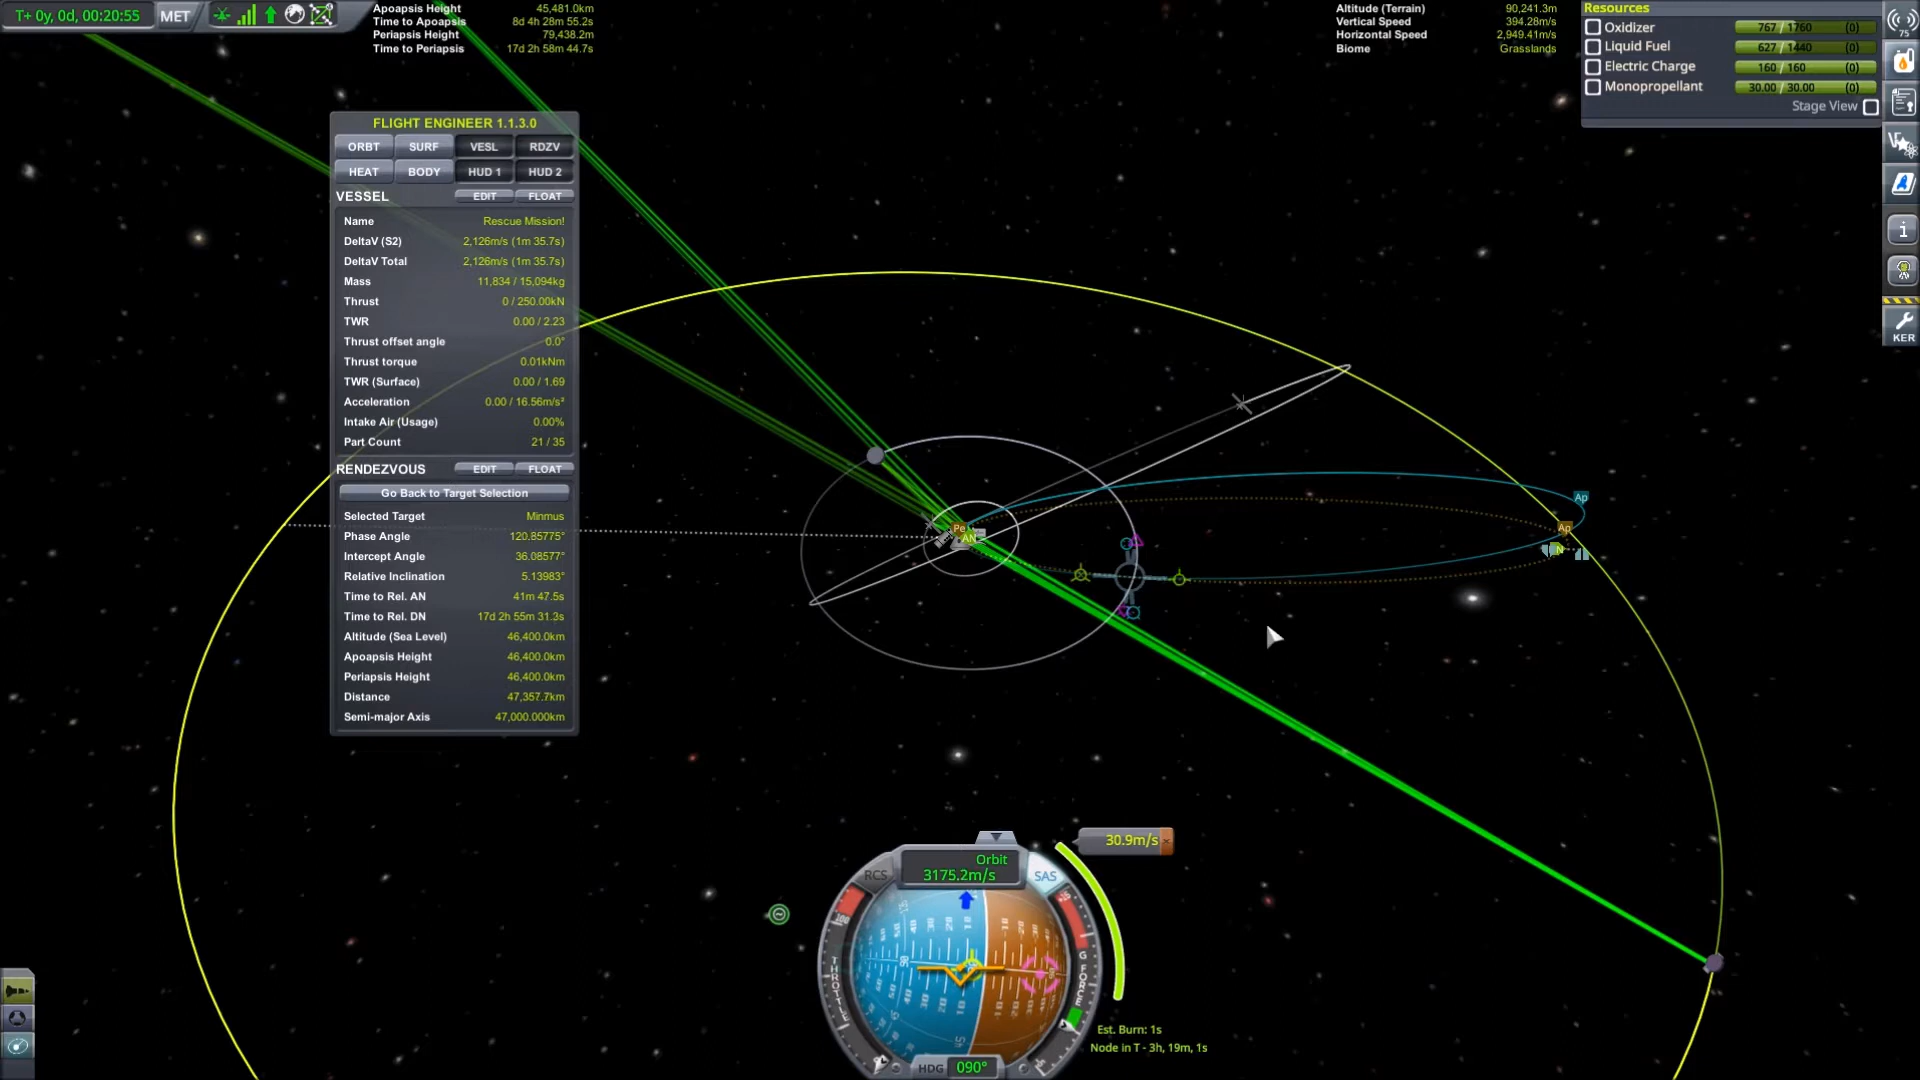 T+ 0y, 0d, 00:20:55 MET
Apoapsis Height 45,481.0km
Time to Apoapsis 8d 4h 28m 55.2s
Periapsis Height 79,438.2m
Time to Periapsis 17d 2h 58m 44.7s
Altitude (Terrain) 90,241.3m
Vertical Speed 394.28m/s
Horizontal Speed 2,949.41m/s
Biome Grasslands
Resources
Oxidizer 767 / 1760 (0)
Liquid Fuel 627 / 1440 (0)
Electric Charge 160 / 160 (0)
Monopropellant 30.00 / 30.00 (0)
Stage View
75
KER
FLIGHT ENGINEER 1.1.3.0
ORBT SURF VESL RDZV
HEAT BODY HUD 1 HUD 2
VESSEL EDIT FLOAT
Name Rescue Mission!
DeltaV (S2) 2,126m/s (1m 35.7s)
DeltaV Total 2,126m/s (1m 35.7s)
Mass 11,834 / 15,094kg
Thrust 0 / 250.00kN
TWR 0.00 / 2.23
Thrust offset angle 0.0°
Thrust torque 0.01kNm
TWR (Surface) 0.00 / 1.69
Acceleration 0.00 / 16.56m/s²
Intake Air (Usage) 0.00%
Part Count 21 / 35
RENDEZVOUS EDIT FLOAT
Go Back to Target Selection
Selected Target Minmus
Phase Angle 120.85775°
Intercept Angle 36.08577°
Relative Inclination 5.13983°
Time to Rel. AN 41m 47.5s
Time to Rel. DN 17d 2h 55m 31.3s
Altitude (Sea Level) 46,400.0km
Apoapsis Height 46,400.0km
Periapsis Height 46,400.0km
Distance 47,357.7km
Semi-major Axis 47,000.000km
Ap
Ap
Pe
AN
30.9m/s
Orbit
3175.2m/s
RCS SAS
THROTTLE
G FORCE
HDG 090°
Est. Burn: 1s
Node in T - 3h, 19m, 1s